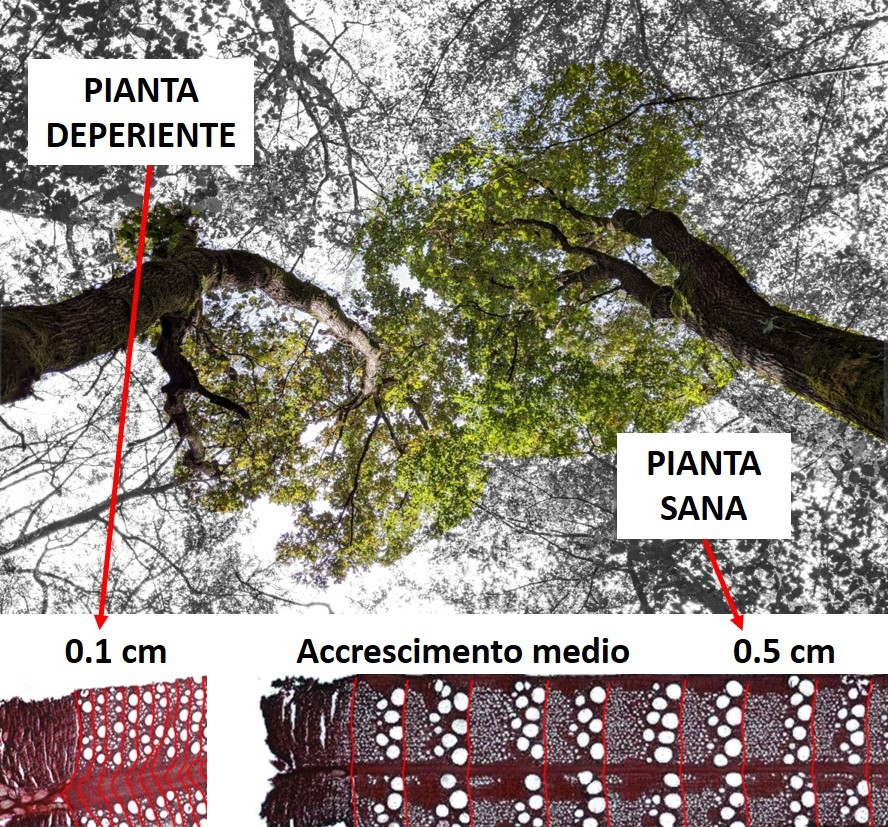 PIANTA
DEPERIENTE
PIANTA
SANA
0.1 cm
Accrescimento medio
0.5 cm